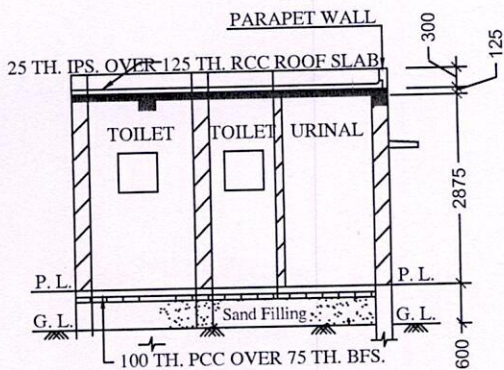 PARAPET WALL
300
125
25 TH. IPS. OVER 125 TH. RCC ROOF SLAB
TOILET
TOILET
URINAL
2875
P. L.
P. L.
Sand Filling
G. L.
G. L.
600
100 TH. PCC OVER 75 TH. BFS.